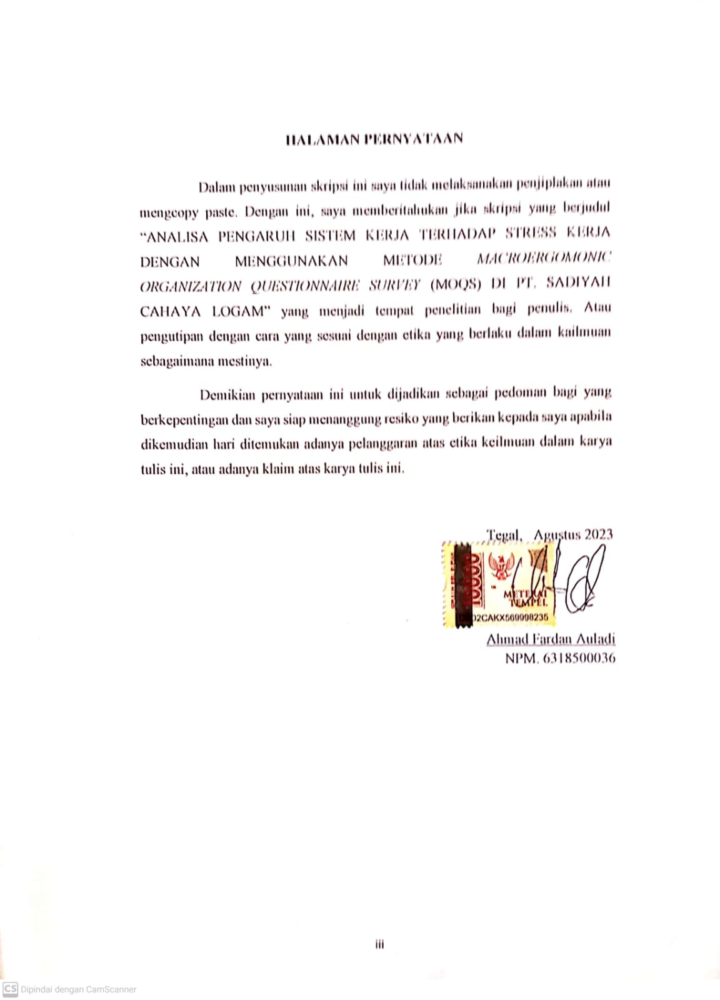 HALAMAN PERNYATAAN
Dalam penyusunan skripsi ini saya tidak melaksanakan penjiplakan atau
mengcopy paste. Dengan ini, saya memberitahukan jika skripsi yang berjudul
“ANALISA PENGARUH SISTEM KERJA TERHADAP STRESS KERJA
DENGAN MENGGUNAKAN METODE MACROERGOMONIC
ORGANIZATION QUESTIONNAIRE SURVEY (MOQS) DI PT. SADIYAH
CAHAYA LOGAM” yang menjadi tempat penelitian bagi penulis. Atau
pengutipan dengan cara yang sesuai dengan etika yang berlaku dalam kailmuan
sebagaimana mestinya.
Demikian pernyataan ini untuk dijadikan sebagai pedoman bagi yang
berkepentingan dan saya siap menanggung resiko yang berikan kepada saya apabila
dikemudian hari ditemukan adanya pelanggaran atas etika keilmuan dalam karya
tulis ini, atau adanya klaim atas karya tulis ini.
Tegal, Agustus 2023
10000
METERAI
TEMPEL
02CAKX569998235
Ahmad Fardan Auladi
NPM. 6318500036
iii
CS Dipindai dengan CamScanner